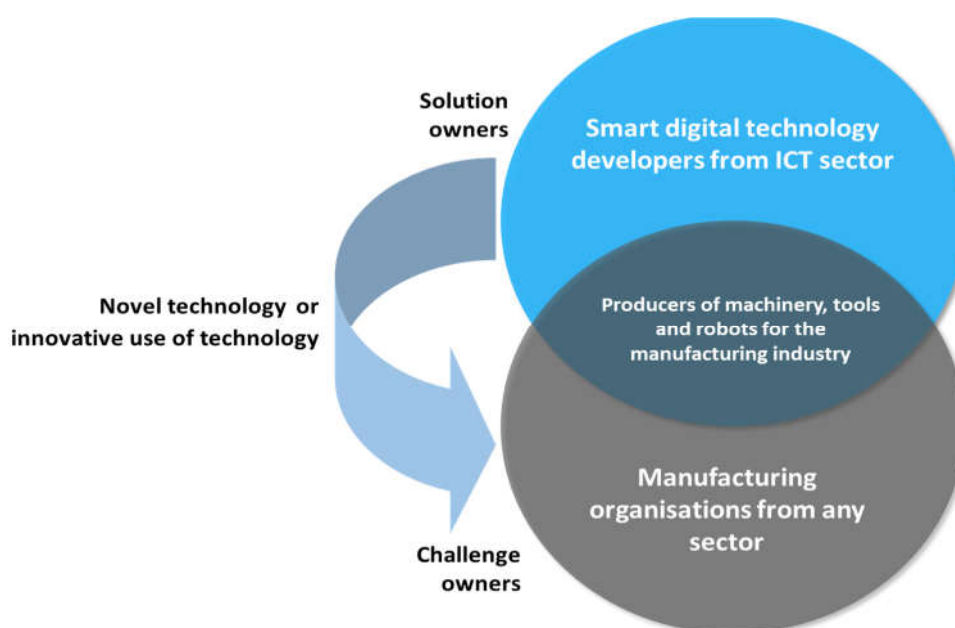 Solution
owners
Smart digital technology
developers from ICT sector
Novel technology or
innovative use of technology
Producers of machinery, tools
and robots for the
manufacturing industry
Manufacturing
organisations from any
sector
Challenge
owners